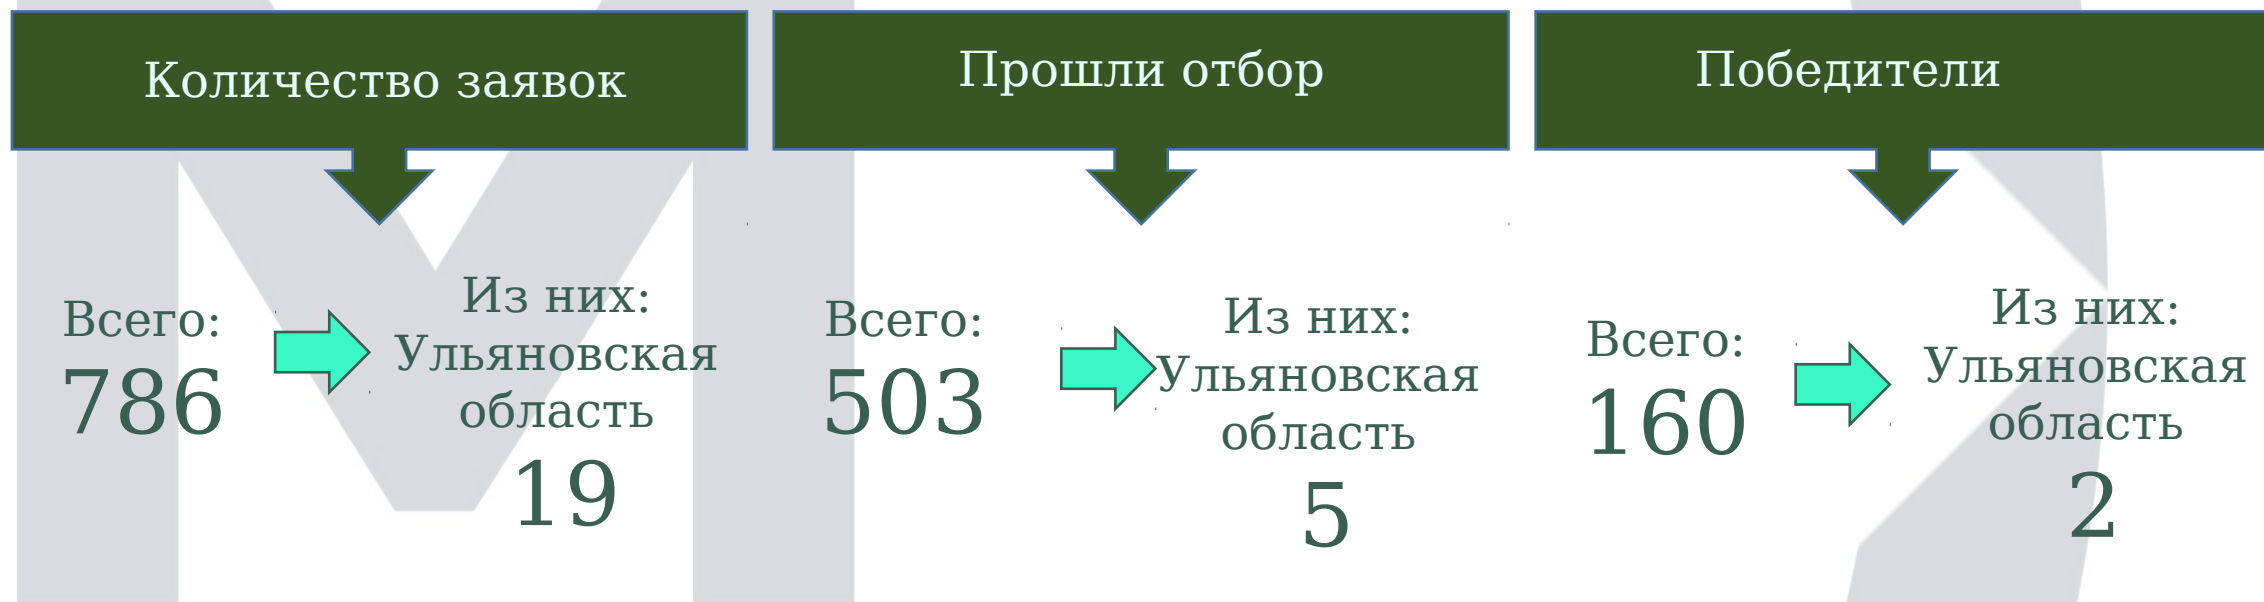 Количество заявок
Всего:
786
Из них:
Ульяновская
область
19
Прошли отбор
Всего:
503
Из них:
Ульяновская
область
5
Победители
Всего:
160
Из них:
Ульяновская
область
2